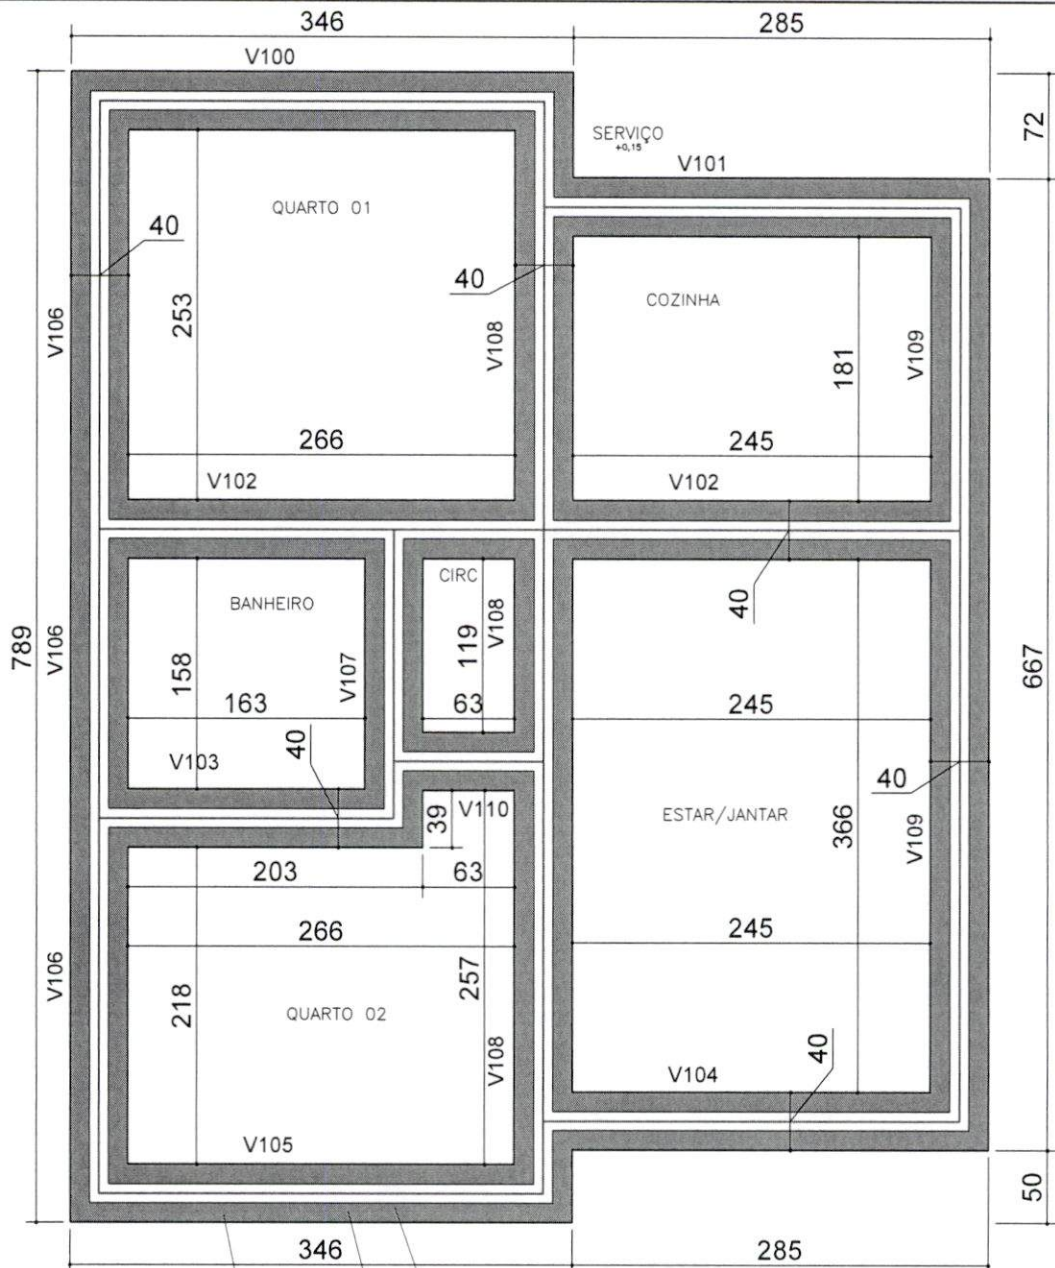 346
285
V100
72
SERVIÇO
+0,15
V101
QUARTO 01
40
40
COZINHA
253
V106
V108
181
V109
266
245
V102
V102
CIRC
BANHEIRO
40
789
V106
158
119
V108
V107
667
163
63
245
40
V103
40
39
V110
ESTAR/JANTAR
366
V109
203
63
266
245
V106
218
257
QUARTO 02
V108
40
V104
V105
50
346
285